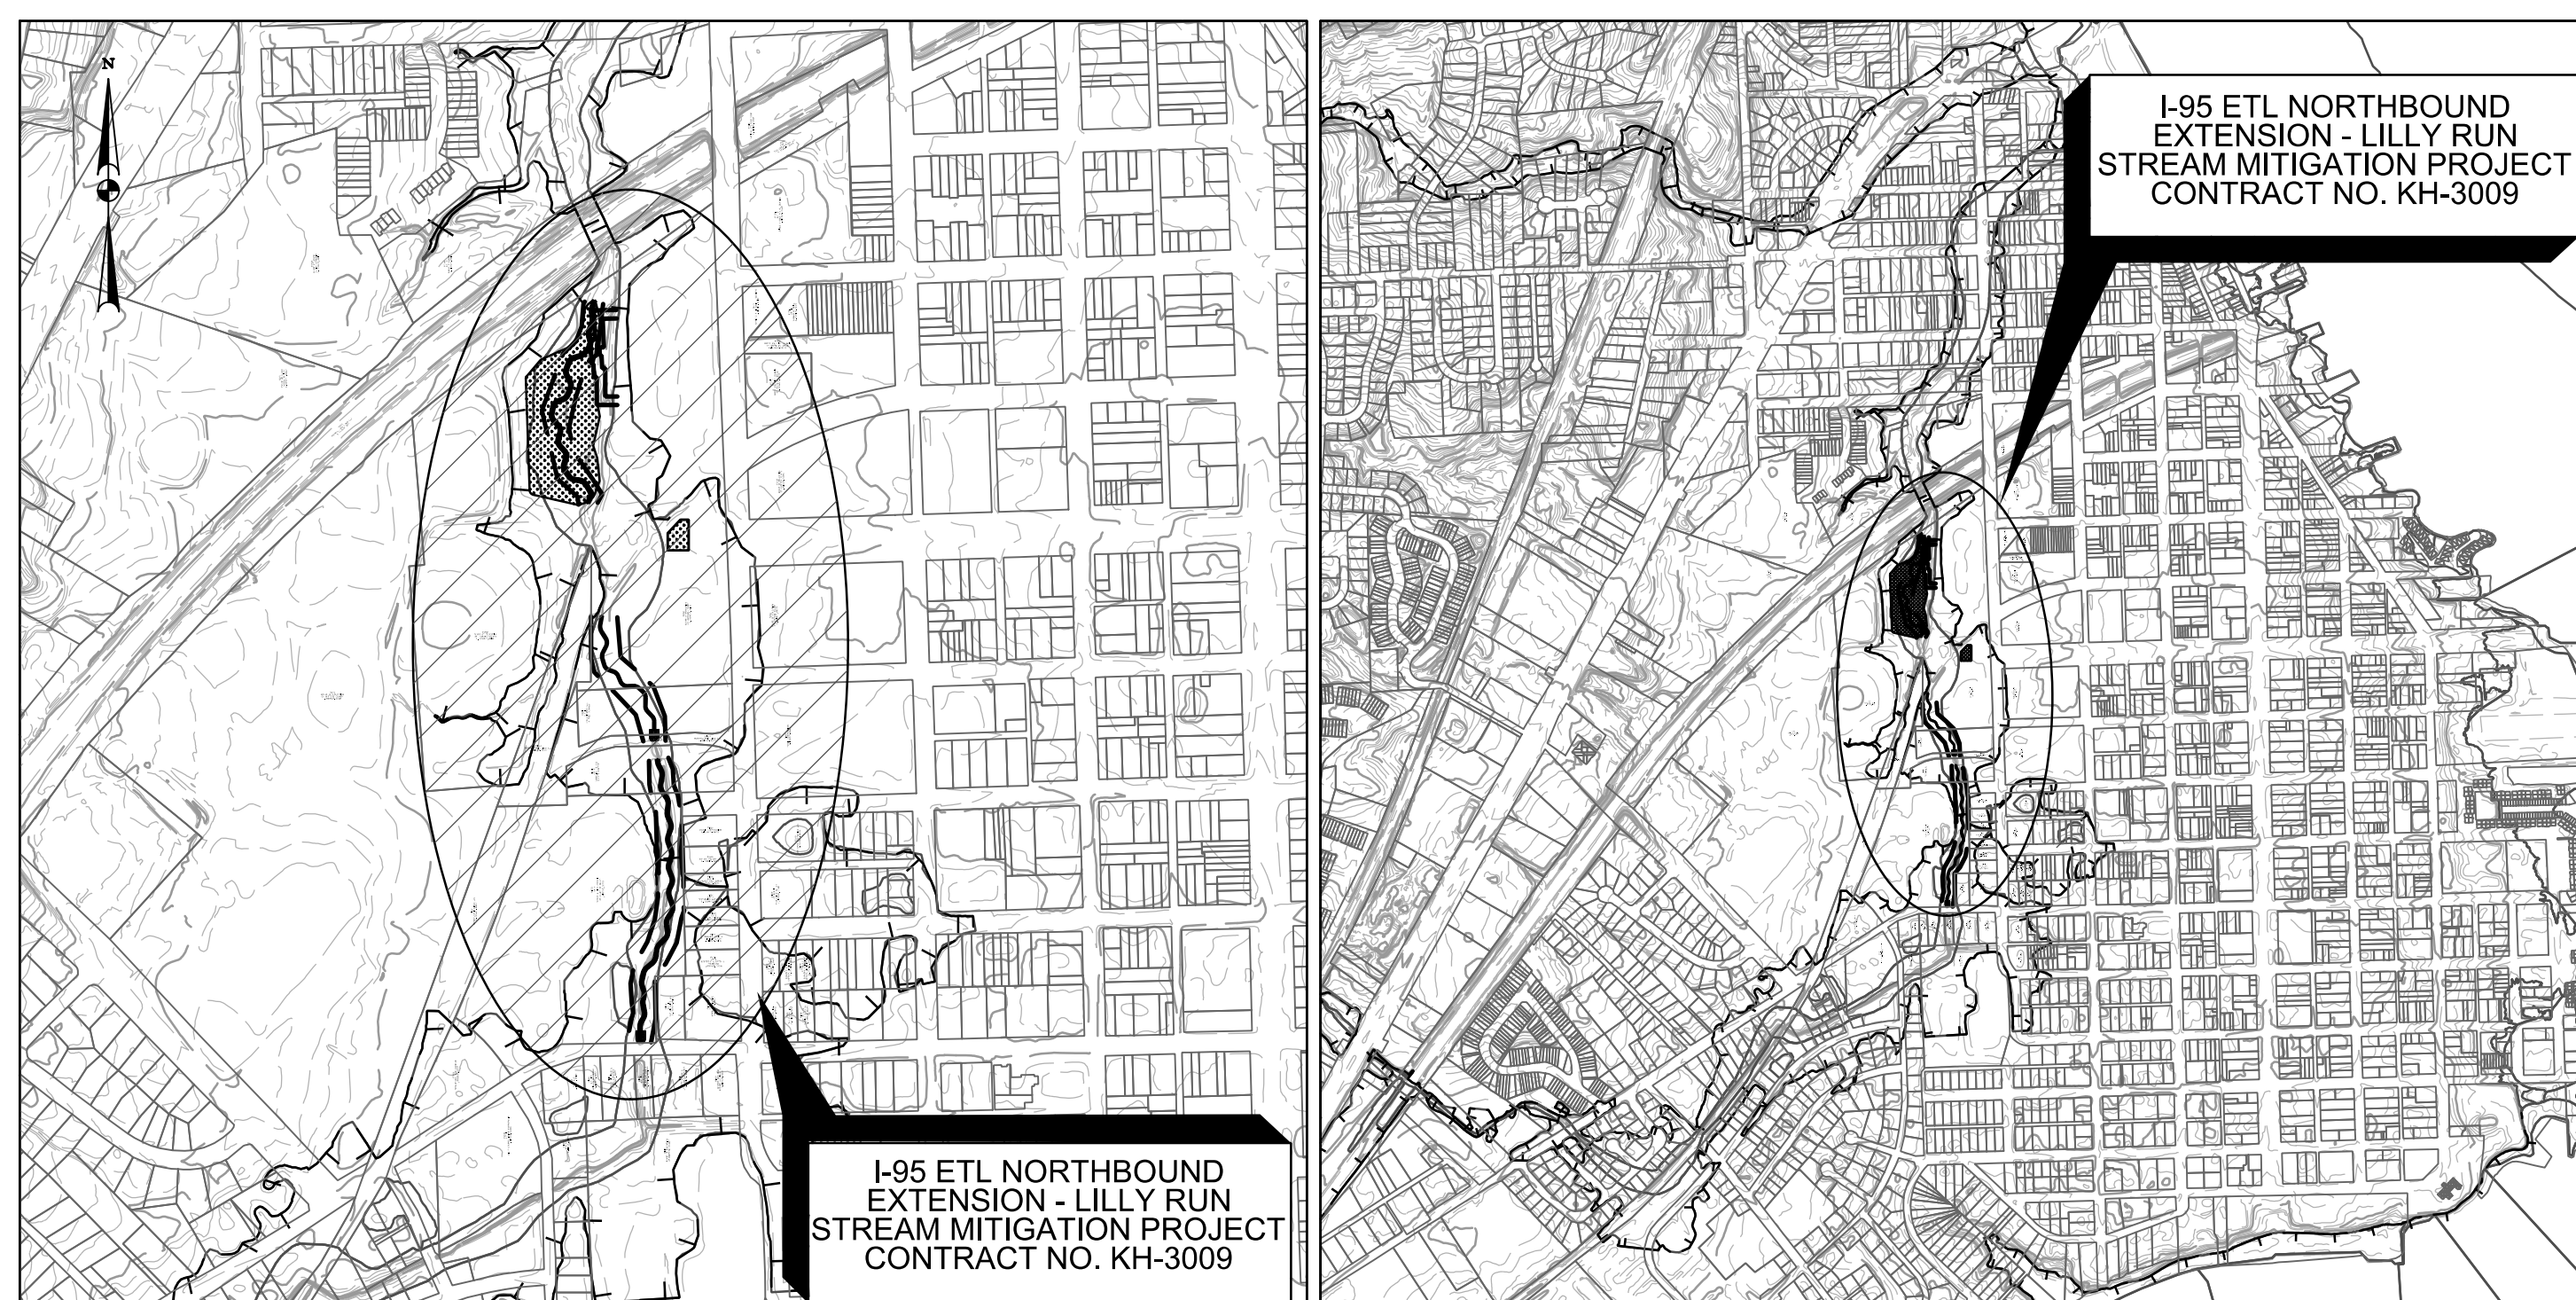 N
I-95 ETL NORTHBOUND
EXTENSION - LILLY RUN
STREAM MITIGATION PROJECT
CONTRACT NO. KH-3009
I-95 ETL NORTHBOUND
EXTENSION - LILLY RUN
STREAM MITIGATION PROJECT
CONTRACT NO. KH-3009